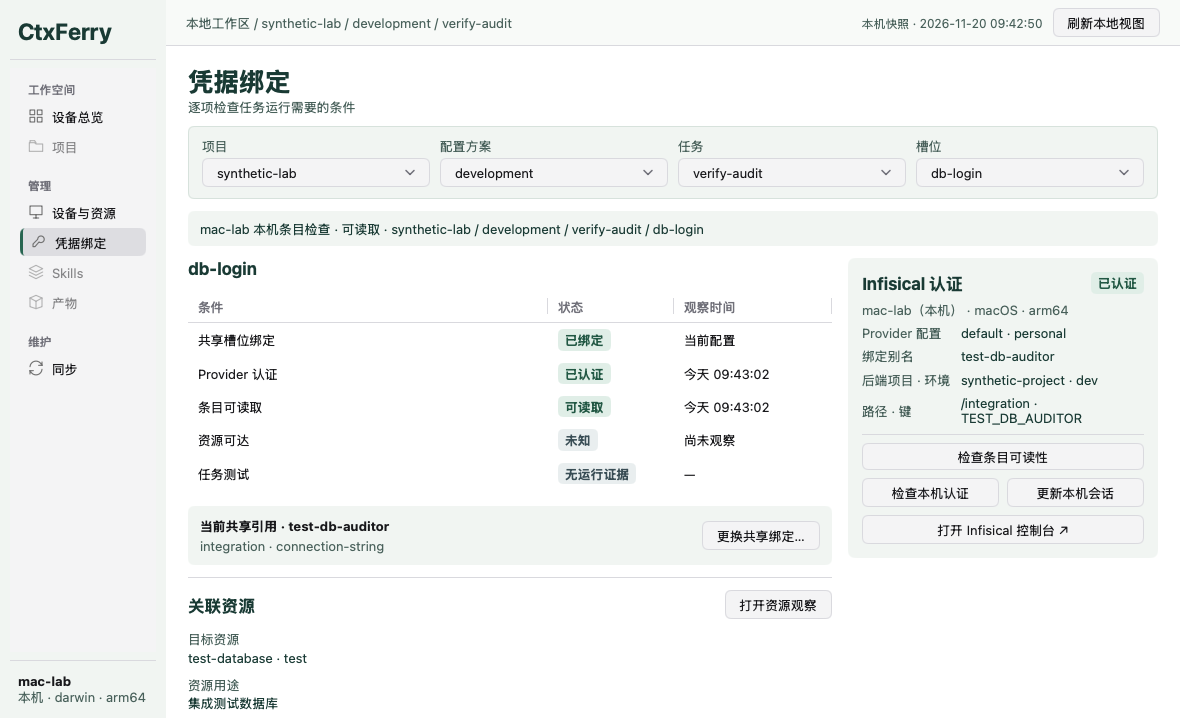 CtxFerry
工作空间
设备总览
项目
管理
设备与资源
凭据绑定
Skills
产物
维护
同步
mac-lab
本机 · darwin · arm64
本地工作区 / synthetic-lab / development / verify-audit
本机快照 · 2026-11-20 09:42:50
刷新本地视图
凭据绑定
逐项检查任务运行需要的条件
项目 配置方案 任务 槽位
synthetic-lab development verify-audit db-login
mac-lab 本机条目检查 · 可读取 · synthetic-lab / development / verify-audit / db-login
db-login
条件 状态 观察时间
共享槽位绑定 已绑定 当前配置
Provider 认证 已认证 今天 09:43:02
条目可读取 可读取 今天 09:43:02
资源可达 未知 尚未观察
任务测试 无运行证据 —
当前共享引用 · test-db-auditor
integration · connection-string
更换共享绑定...
关联资源
打开资源观察
目标资源
test-database · test
资源用途
集成测试数据库
Infisical 认证 已认证
mac-lab（本机） · macOS · arm64
Provider 配置 default · personal
绑定别名 test-db-auditor
后端项目 · 环境 synthetic-project · dev
路径 · 键 /integration ·
TEST_DB_AUDITOR
检查条目可读性
检查本机认证 更新本机会话
打开 Infisical 控制台 ↗